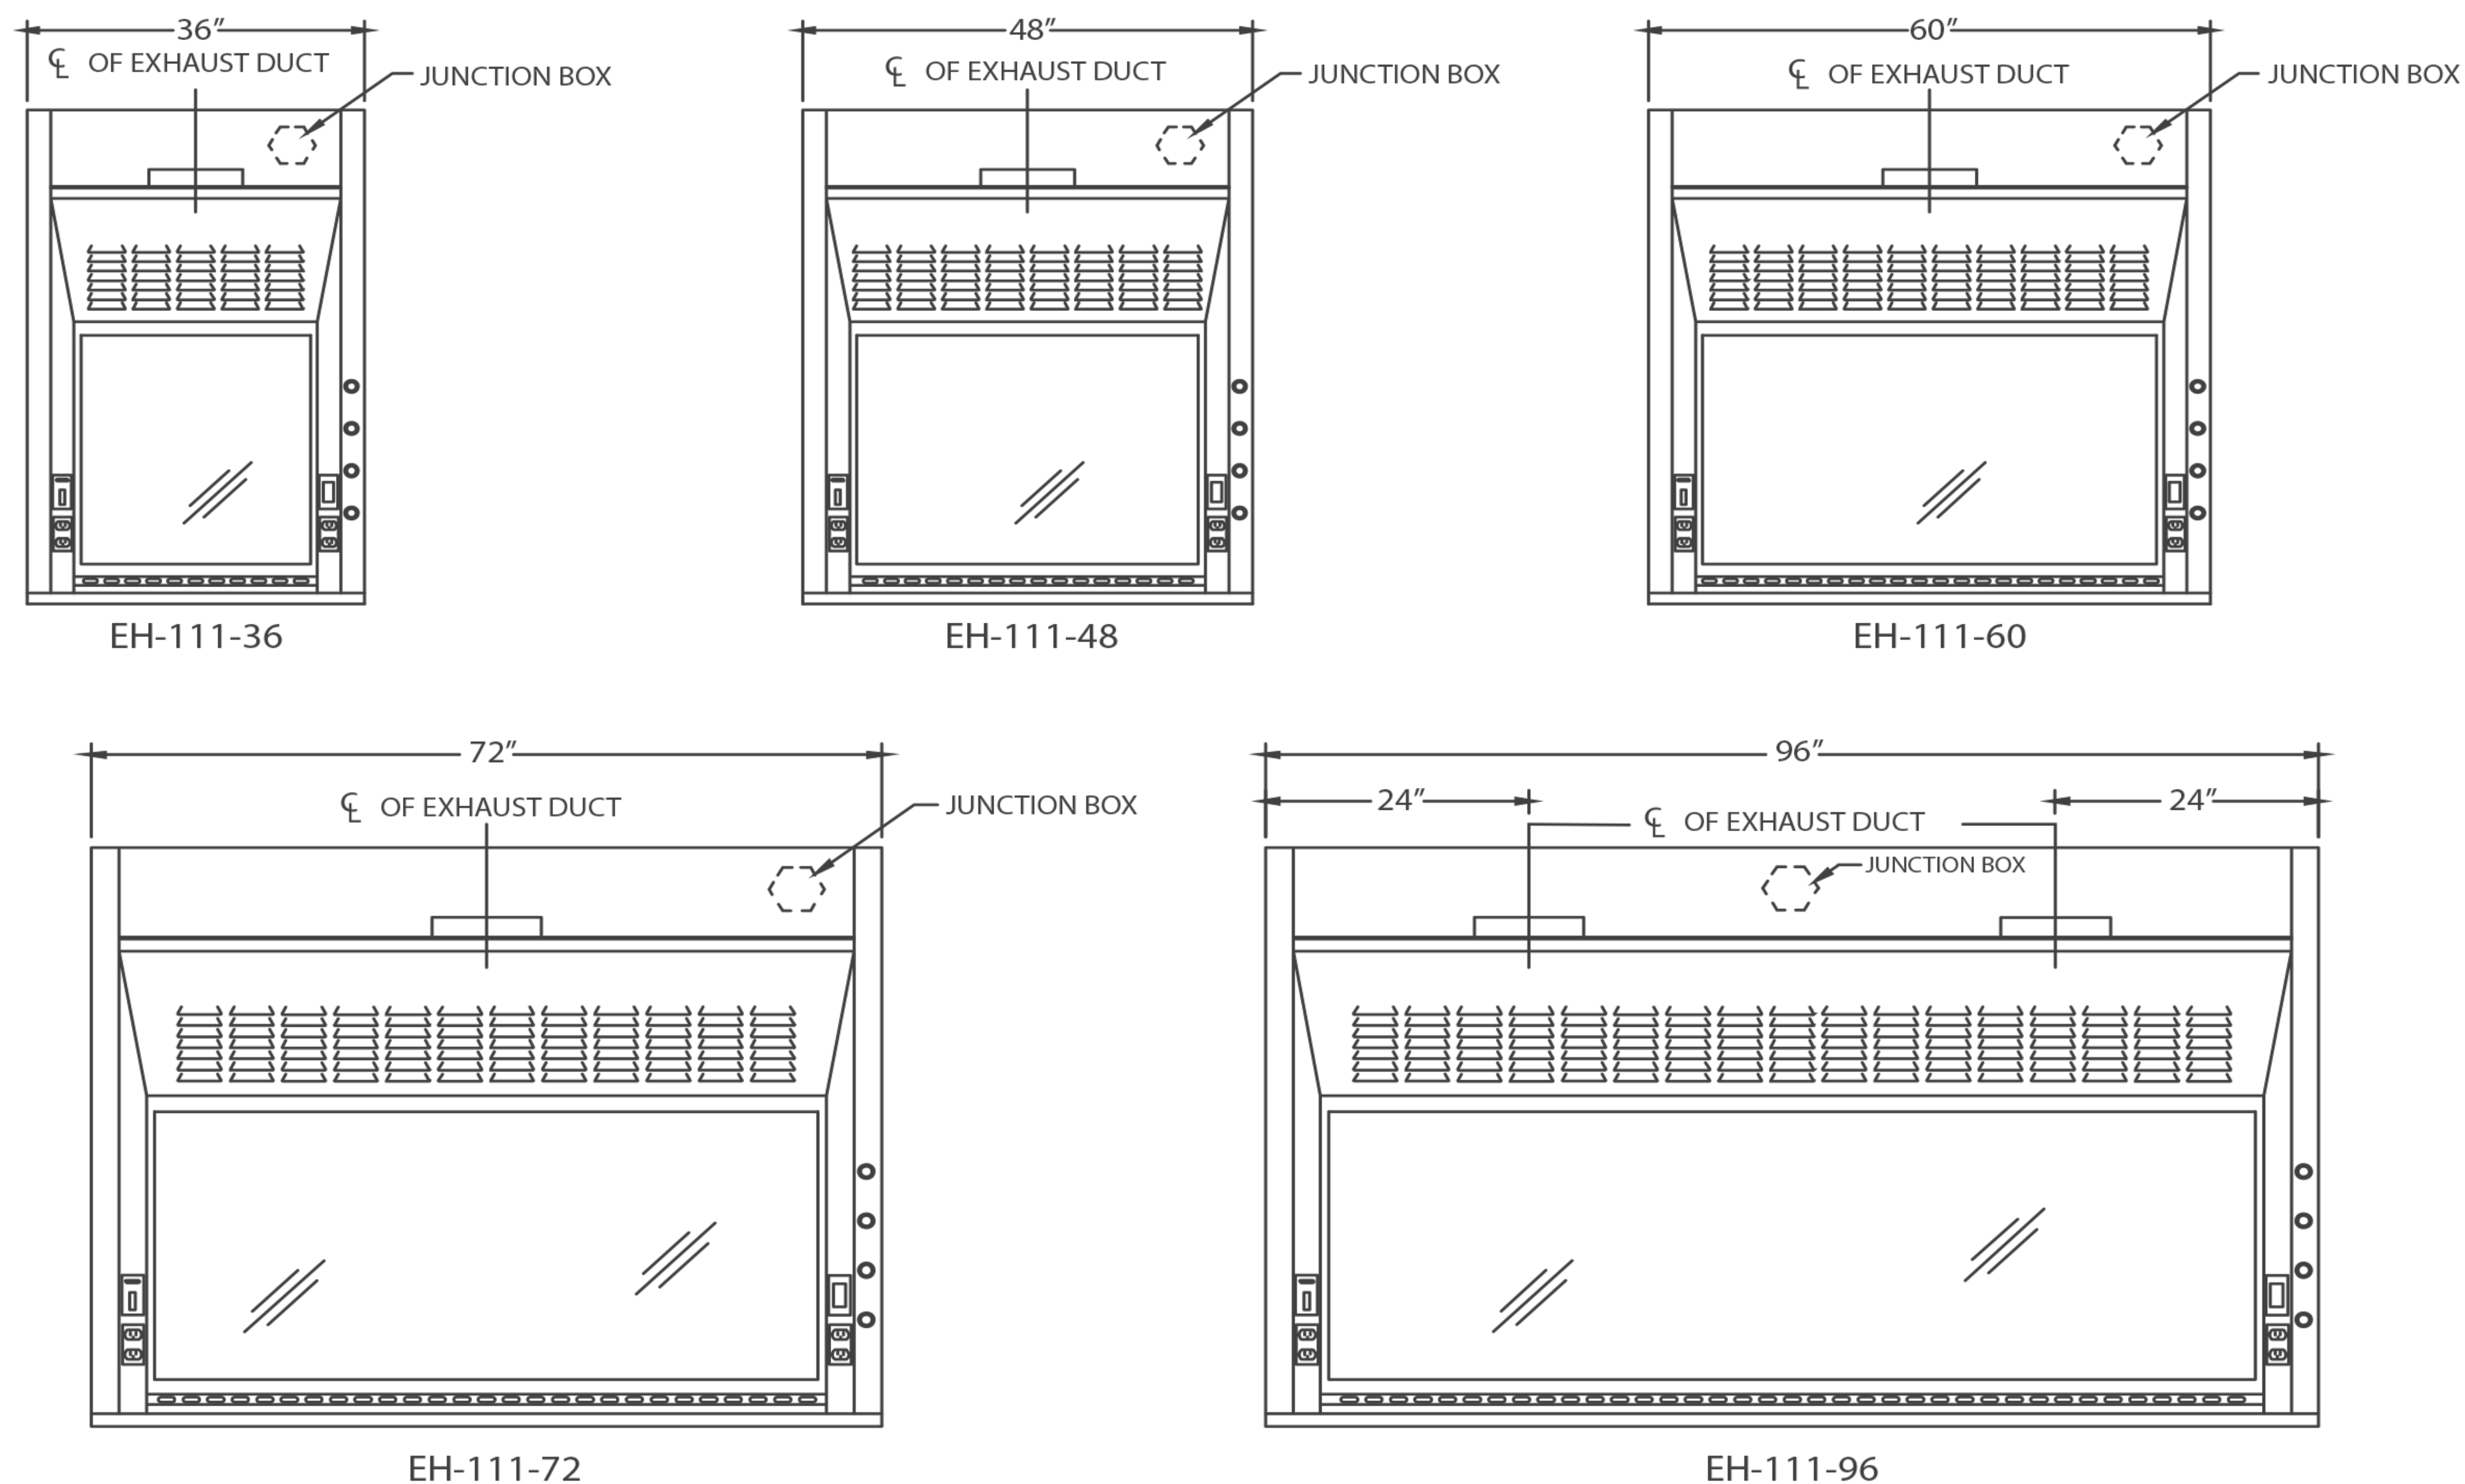 36”
℄ OF EXHAUST DUCT
JUNCTION BOX
48”
℄ OF EXHAUST DUCT
JUNCTION BOX
60”
℄ OF EXHAUST DUCT
JUNCTION BOX
EH-111-36
EH-111-48
EH-111-60
72”
℄ OF EXHAUST DUCT
JUNCTION BOX
96”
24”
24”
℄ OF EXHAUST DUCT
JUNCTION BOX
EH-111-72
EH-111-96